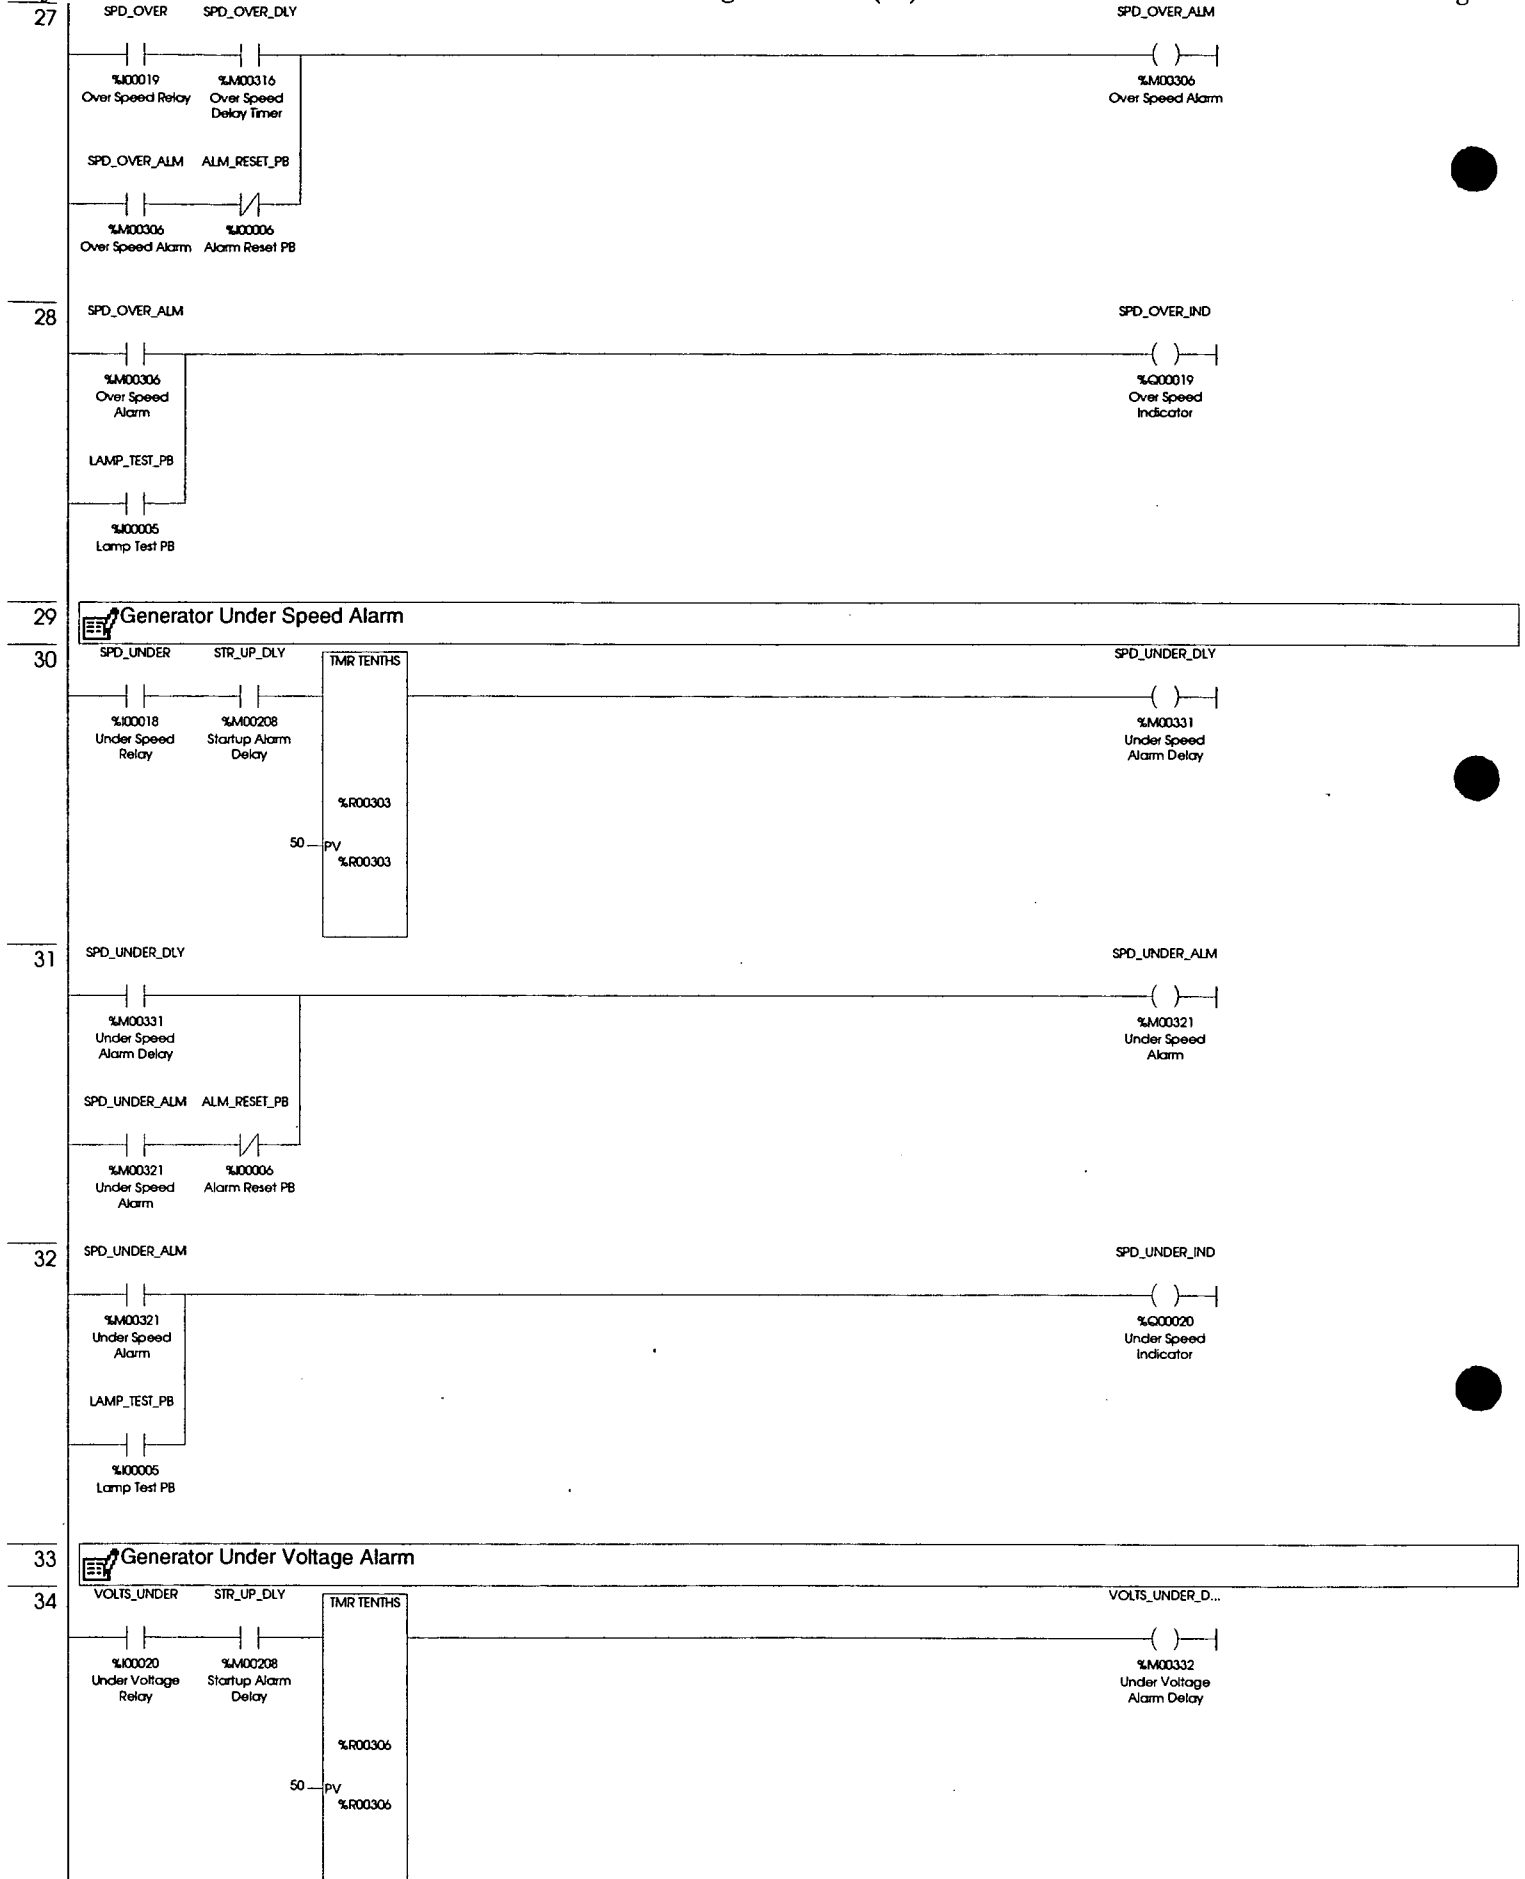 27
SPD_OVER SPD_OVER_DLY SPD_OVER_ALM
%I00019 %M00316 %M00306
Over Speed Relay Over Speed Over Speed Alarm
Delay Timer
SPD_OVER_ALM ALM_RESET_PB
%M00306 %I00006
Over Speed Alarm Alarm Reset PB
28
SPD_OVER_ALM SPD_OVER_IND
%M00306 %Q00019
Over Speed Over Speed
Alarm Indicator
LAMP_TEST_PB
%I00005
Lamp Test PB
29 Generator Under Speed Alarm
30
SPD_UNDER STR_UP_DLY TMR TENTHS SPD_UNDER_DLY
%I00018 %M00208 %M00331
Under Speed Startup Alarm Under Speed
Relay Delay Alarm Delay
%R00303
50 PV
%R00303
31
SPD_UNDER_DLY SPD_UNDER_ALM
%M00331 %M00321
Under Speed Under Speed
Alarm Delay Alarm
SPD_UNDER_ALM ALM_RESET_PB
%M00321 %I00006
Under Speed Alarm Reset PB
Alarm
32
SPD_UNDER_ALM SPD_UNDER_IND
%M00321 %Q00020
Under Speed Under Speed
Alarm Indicator
LAMP_TEST_PB
%I00005
Lamp Test PB
33 Generator Under Voltage Alarm
34
VOLTS_UNDER STR_UP_DLY TMR TENTHS VOLTS_UNDER_D...
%I00020 %M00208 %M00332
Under Voltage Startup Alarm Under Voltage
Relay Delay Alarm Delay
%R00306
50 PV
%R00306